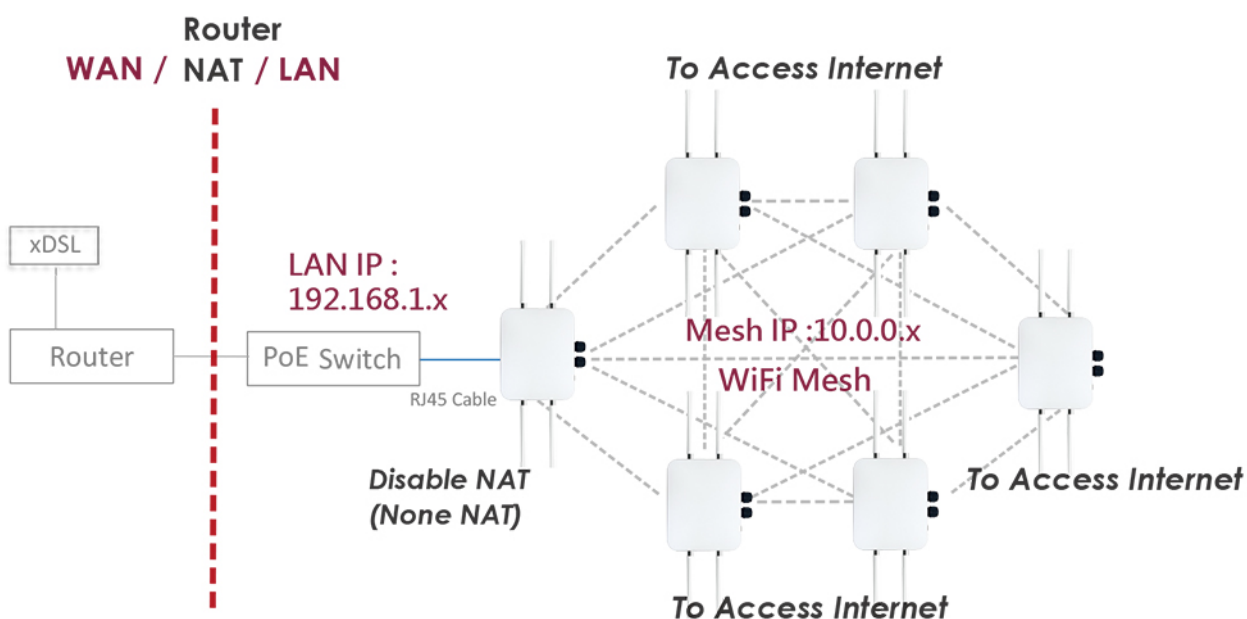 Router
WAN / NAT / LAN
To Access Internet
xDSL
LAN IP :
192.168.1.x
Router
PoE Switch
RJ45 Cable
Mesh IP :10.0.0.x
WiFi Mesh
Disable NAT
(None NAT)
To Access Internet
To Access Internet